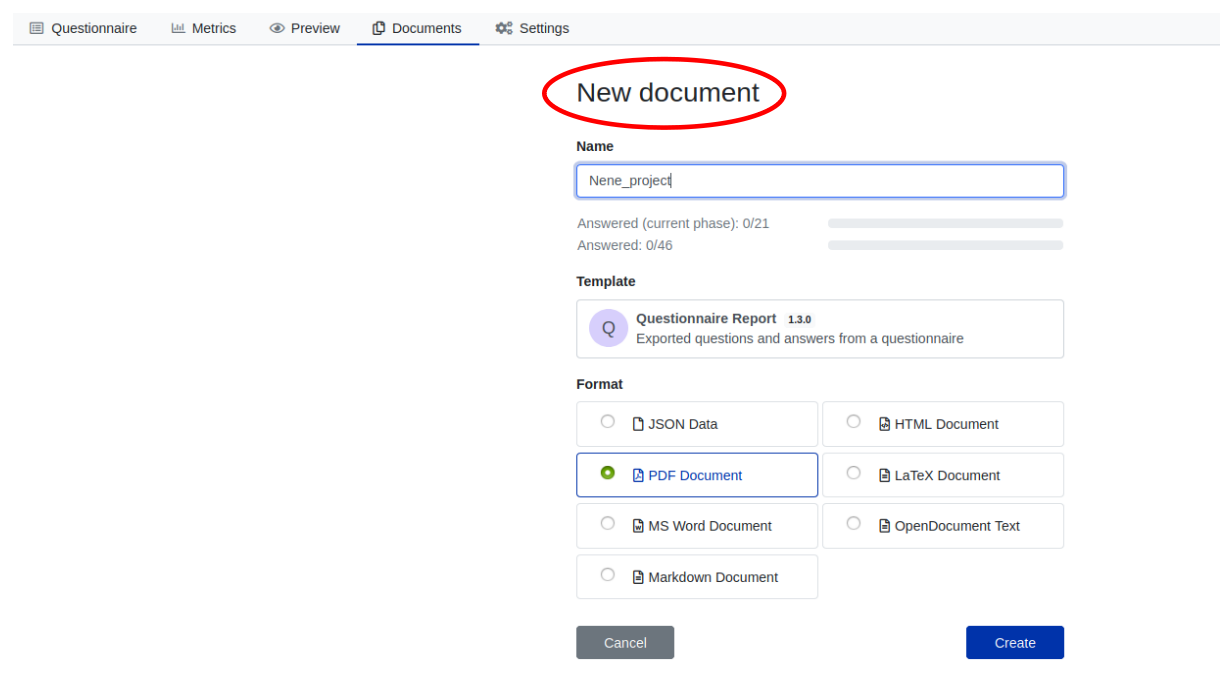 Questionnaire Metrics Preview Documents Settings
New document
Name
Nene_project
Answered (current phase): 0/21
Answered: 0/46
Template
Q Questionnaire Report 1.3.0
Exported questions and answers from a questionnaire
Format
JSON Data HTML Document
PDF Document LaTeX Document
MS Word Document OpenDocument Text
Markdown Document
Cancel Create